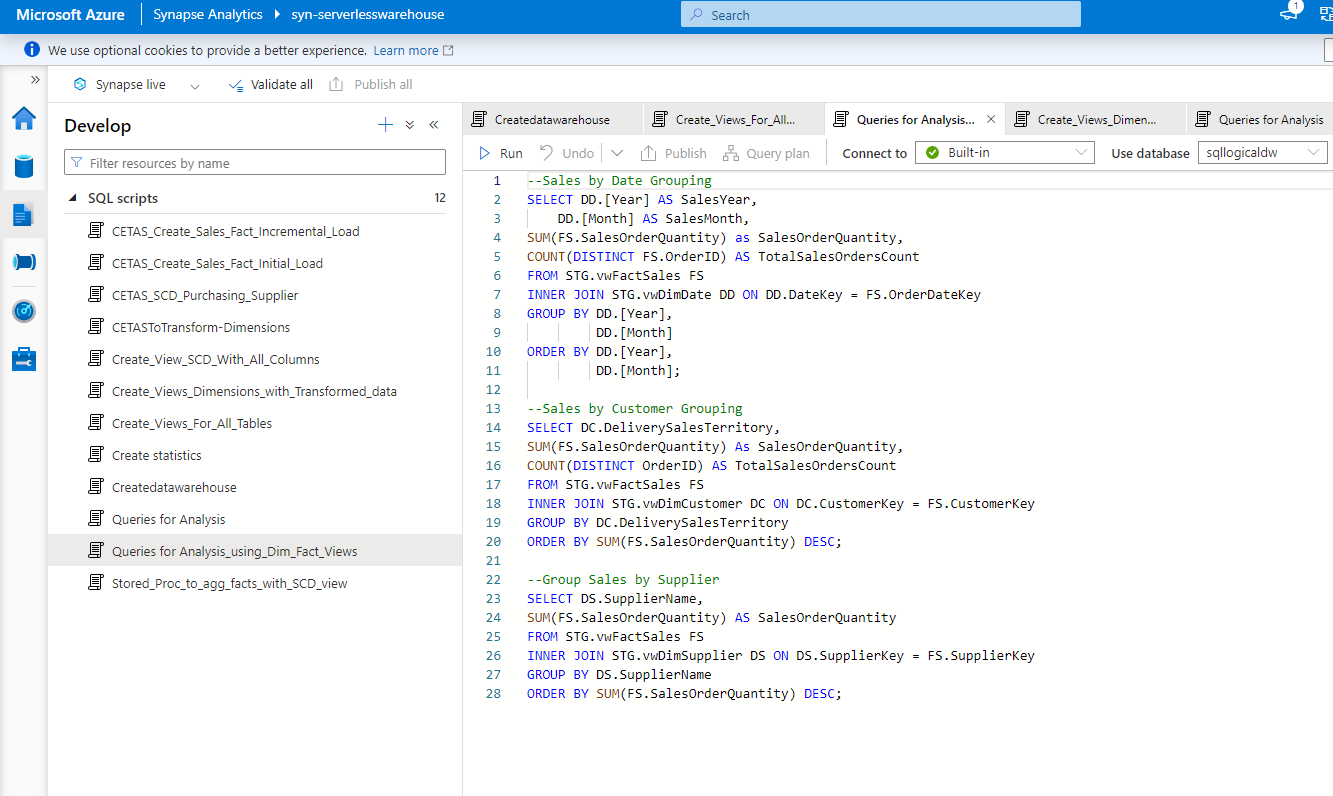 Microsoft Azure Synapse Analytics syn-serverlesswarehouse Search 1
We use optional cookies to provide a better experience. Learn more
Synapse live Validate all Publish all
Develop
Filter resources by name
SQL scripts 12
CETAS_Create_Sales_Fact_Incremental_Load
CETAS_Create_Sales_Fact_Initial_Load
CETAS_SCD_Purchasing_Supplier
CETASToTransform-Dimensions
Create_View_SCD_With_All_Columns
Create_Views_Dimensions_with_Transformed_data
Create_Views_For_All_Tables
Create statistics
Createdatawarehouse
Queries for Analysis
Queries for Analysis_using_Dim_Fact_Views
Stored_Proc_to_agg_facts_with_SCD_view
Createdatawarehouse Create_Views_For_All... Queries for Analysis... Create_Views_Dimen... Queries for Analysis
Run Undo Publish Query plan Connect to Built-in Use database sqllogicaldw
1 --Sales by Date Grouping
2 SELECT DD.[Year] AS SalesYear,
3 DD.[Month] AS SalesMonth,
4 SUM(FS.SalesOrderQuantity) as SalesOrderQuantity,
5 COUNT(DISTINCT FS.OrderID) AS TotalSalesOrdersCount
6 FROM STG.vwFactSales FS
7 INNER JOIN STG.vwDimDate DD ON DD.DateKey = FS.OrderDateKey
8 GROUP BY DD.[Year],
9 DD.[Month]
10 ORDER BY DD.[Year],
11 DD.[Month];
12
13 --Sales by Customer Grouping
14 SELECT DC.DeliverySalesTerritory,
15 SUM(FS.SalesOrderQuantity) As SalesOrderQuantity,
16 COUNT(DISTINCT OrderID) AS TotalSalesOrdersCount
17 FROM STG.vwFactSales FS
18 INNER JOIN STG.vwDimCustomer DC ON DC.CustomerKey = FS.CustomerKey
19 GROUP BY DC.DeliverySalesTerritory
20 ORDER BY SUM(FS.SalesOrderQuantity) DESC;
21
22 --Group Sales by Supplier
23 SELECT DS.SupplierName,
24 SUM(FS.SalesOrderQuantity) AS SalesOrderQuantity
25 FROM STG.vwFactSales FS
26 INNER JOIN STG.vwDimSupplier DS ON DS.SupplierKey = FS.SupplierKey
27 GROUP BY DS.SupplierName
28 ORDER BY SUM(FS.SalesOrderQuantity) DESC;